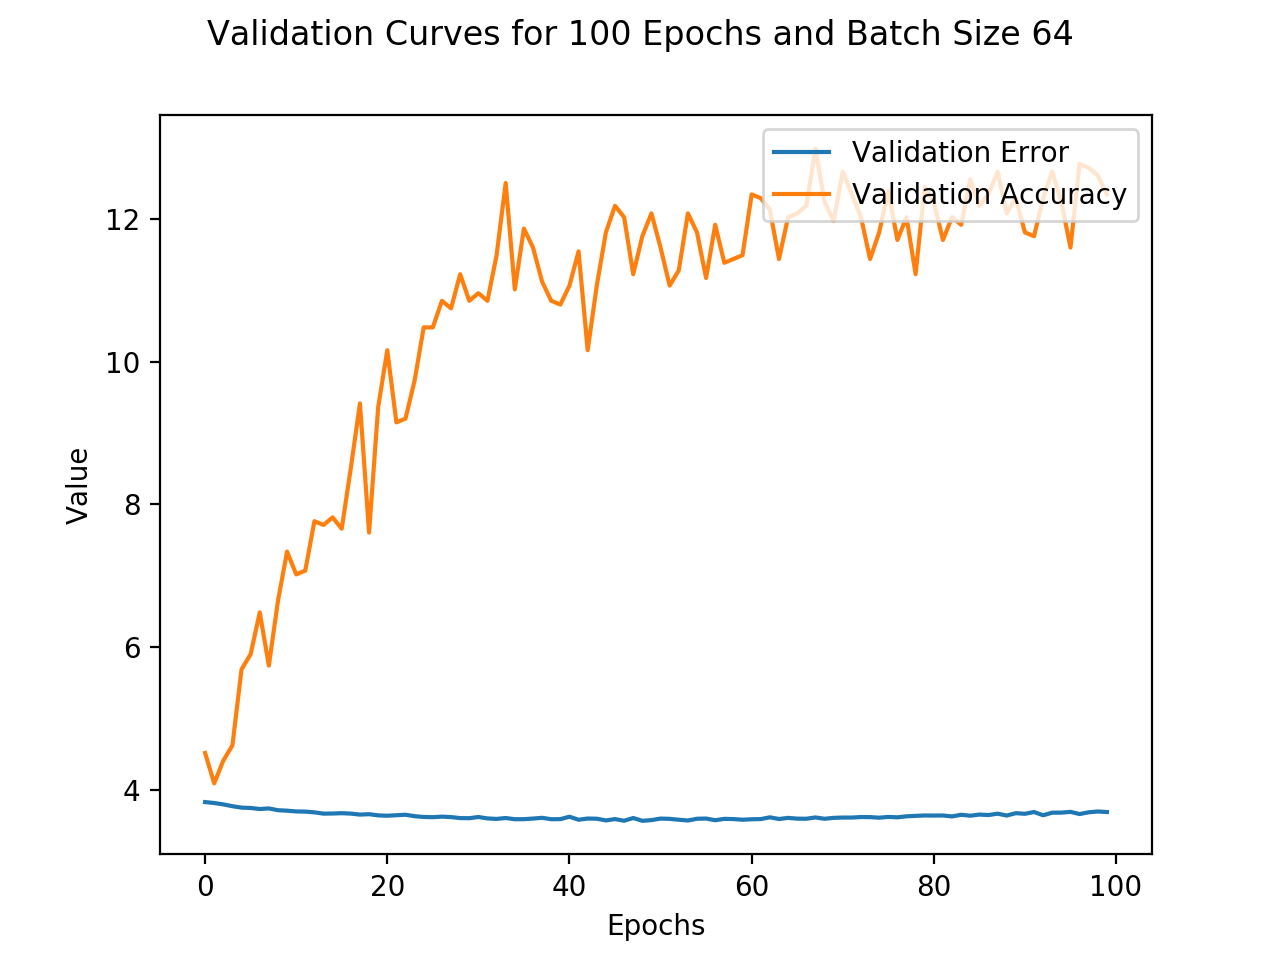 Validation Curves for 100 Epochs and Batch Size 64
Validation Error
Validation Accuracy
12
10
8
6
4
Value
0 20 40 60 80 100
Epochs